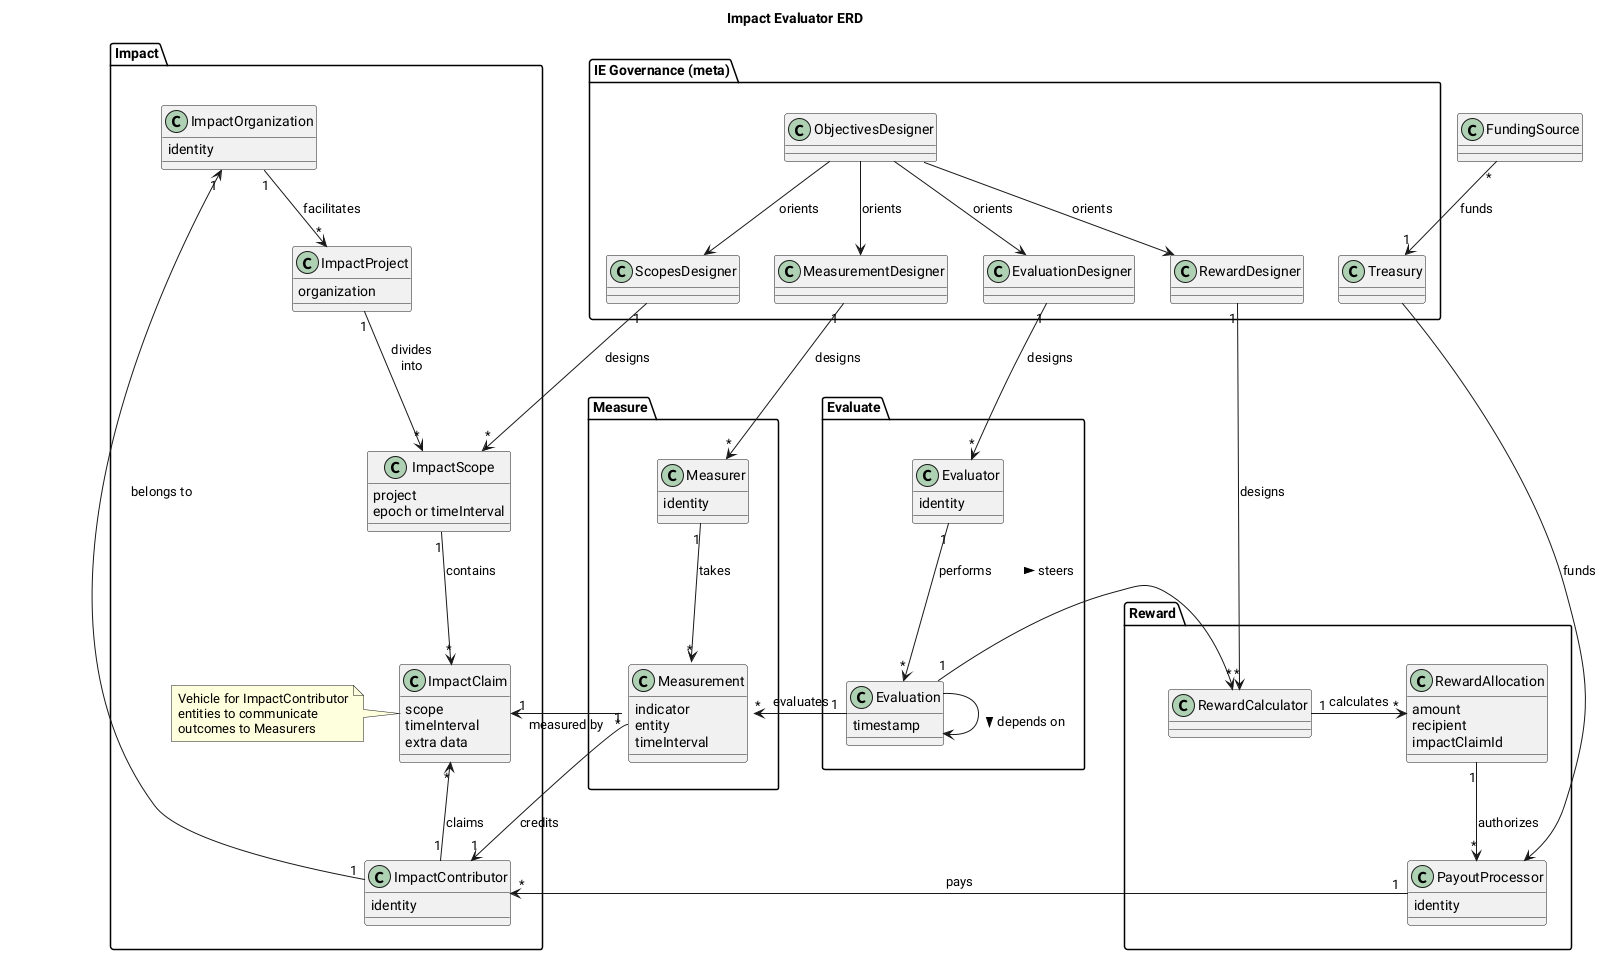 Impact Evaluator ERD
Impact
IE Governance (meta)
C ImpactOrganization
identity
C ObjectivesDesigner
C FundingSource
1
1
facilitates
*
orients
orients
orients
orients
*
funds
1
C ImpactProject
organization
C ScopesDesigner
C MeasurementDesigner
C EvaluationDesigner
C RewardDesigner
C Treasury
1
divides
into
*
1
designs
*
1
designs
*
1
designs
*
1
designs
*
Measure
Evaluate
C ImpactScope
project
epoch or timeInterval
C Measurer
identity
C Evaluator
identity
belongs to
1
contains
*
1
takes
*
1
performs
*
steers
funds
Reward
C ImpactClaim
scope
timeInterval
extra data
Vehicle for ImpactContributor
entities to communicate
outcomes to Measurers
C Measurement
indicator
entity
timeInterval
C Evaluation
timestamp
C RewardCalculator
C RewardAllocation
amount
recipient
impactClaimId
1
measured by
1
*
*
evaluates
1
1
depends on
*
1
calculates
*
*
claims
1
credits
1
1
authorizes
*
1
C ImpactContributor
identity
*
pays
1
C PayoutProcessor
identity